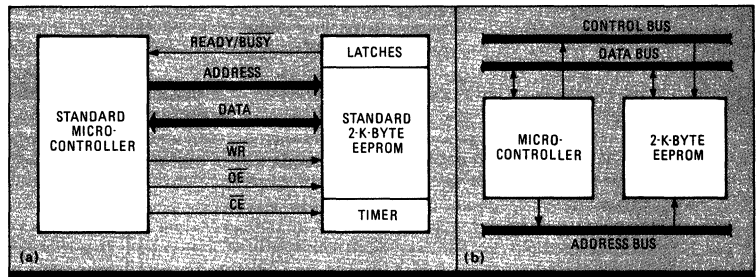 READY/BUSY
LATCHES
ADDRESS
DATA
STANDARD
MICRO-
CONTROLLER
STANDARD
2-K-BYTE
EEPROM
WR
OE
CE
TIMER
(a)
CONTROL BUS
DATA BUS
MICRO-
CONTROLLER
2-K-BYTE
EEPROM
ADDRESS BUS
(b)